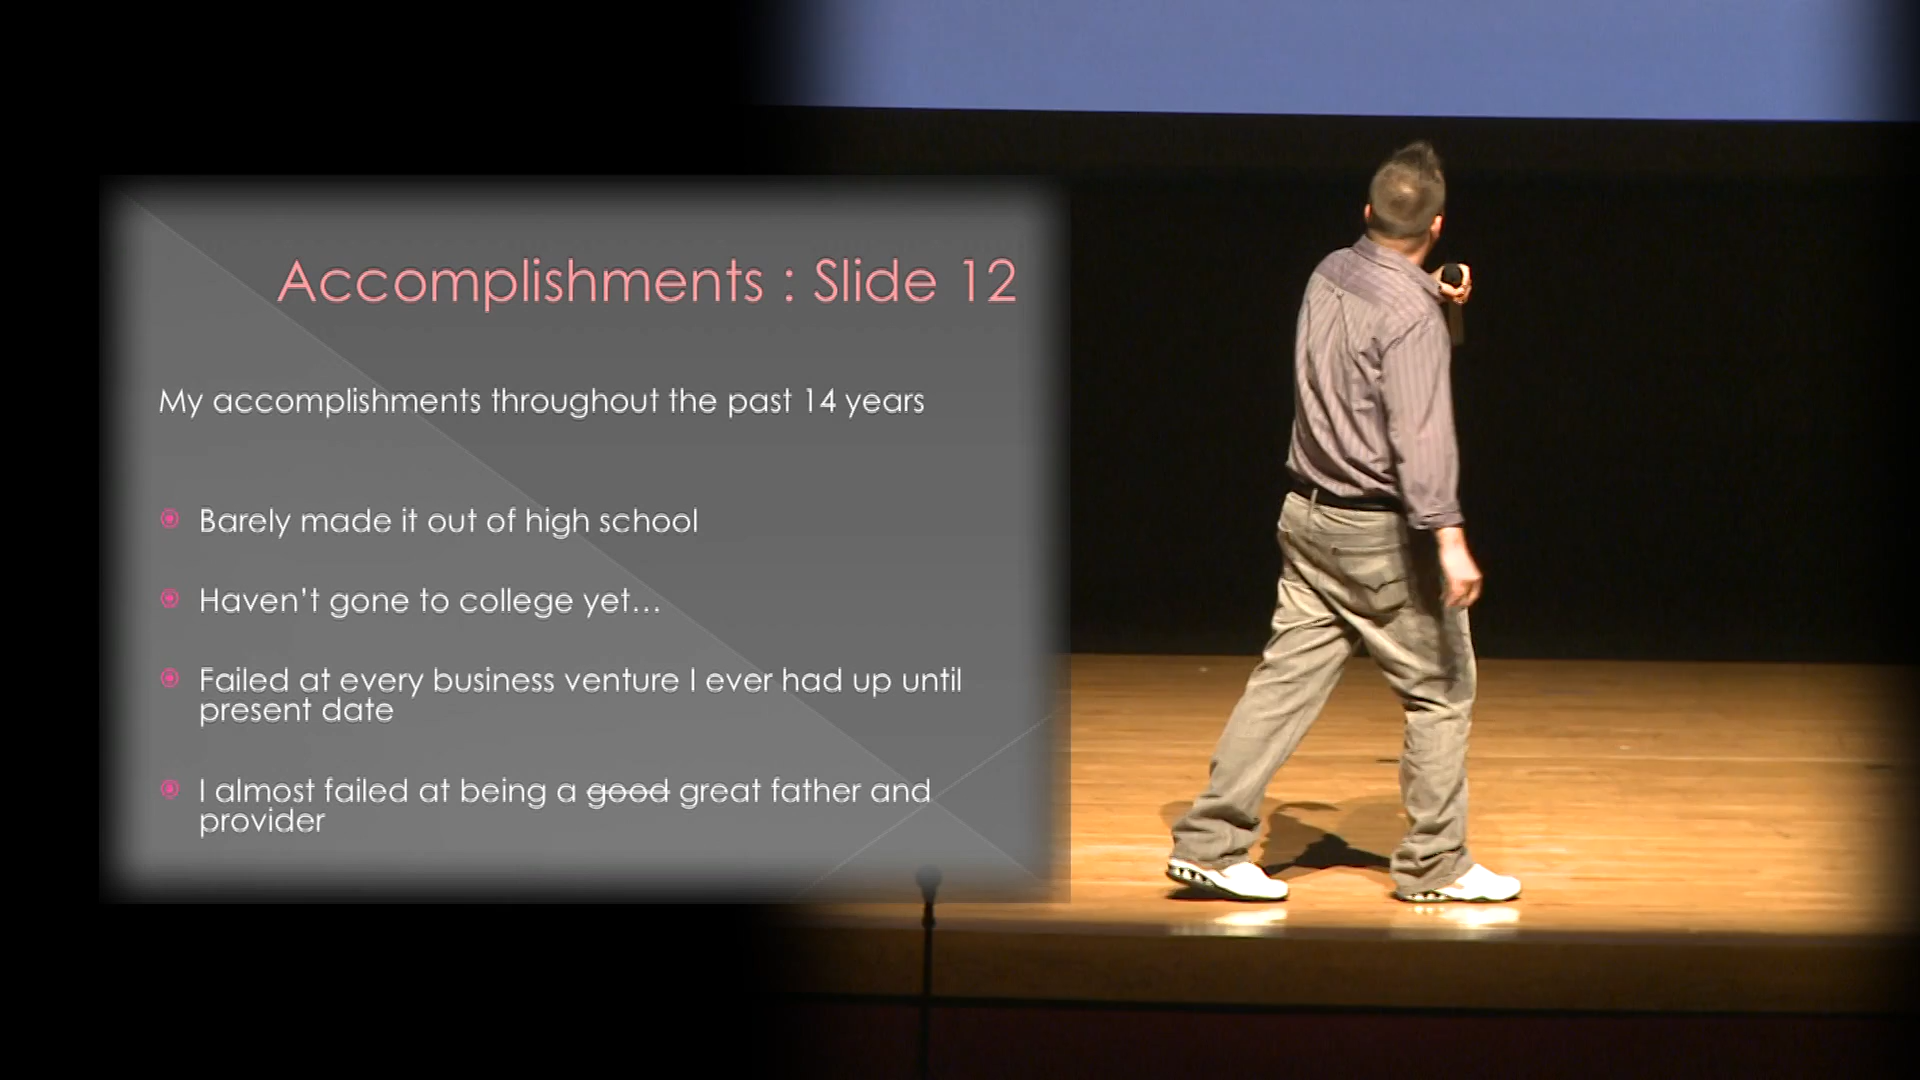 Accomplishments : Slide 12
My accomplishments throughout the past 14 years
Barely made it out of high school
Haven't gone to college yet...
Failed at every business venture I ever had up until
present date
I almost failed at being a good great father and
provider